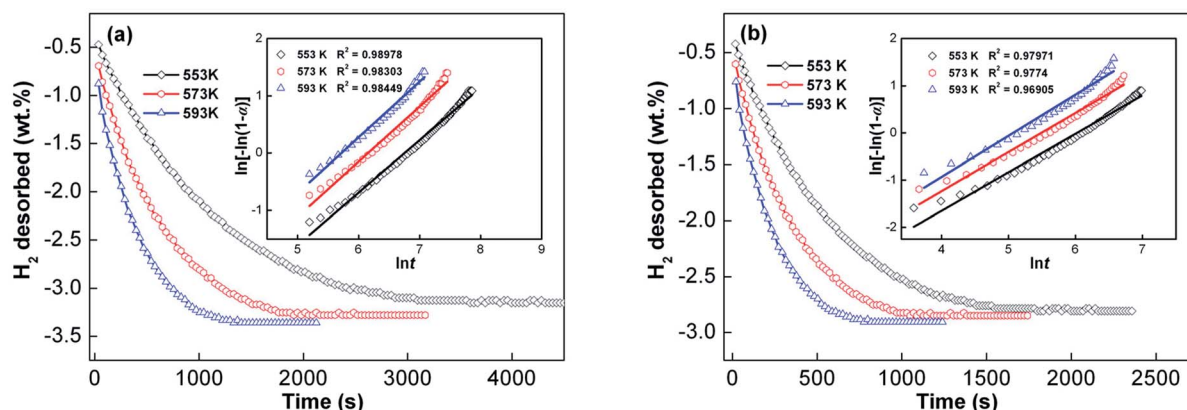 (a)
-0.5
-1.0
-1.5
-2.0
-2.5
-3.0
-3.5
H2 desorbed (wt.%)
0 1000 2000 3000 4000
Time (s)
553K
573K
593K
553 K R² = 0.98978
573 K R² = 0.98303
593 K R² = 0.98449
2
1
0
-1
ln[-ln(1-α)]
5 6 7 8 9
lnt
(b)
-0.5
-1.0
-1.5
-2.0
-2.5
-3.0
H2 desorbed (wt.%)
0 500 1000 1500 2000 2500
Time (s)
553 K
573 K
593 K
553 K R² = 0.97971
573 K R² = 0.9774
593 K R² = 0.96905
2
1
0
-1
-2
ln[-ln(1-α)]
4 5 6 7
lnt